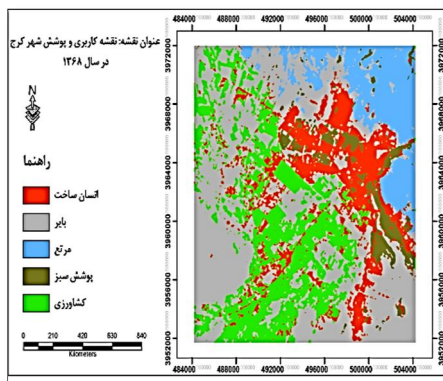 عنوان نقشه: نقشه کاربری و پوشش شهر کرج
در سال ۱۳۶۸
N
راهنما
انسان ساخت
بایر
مرتع
پوشش سبز
کشاورزی
0 210 420 630 840
Kilometers
484000 488000 492000 496000 500000 504000
3972000
3968000
3964000
3960000
3956000
3952000
3972000
3968000
3964000
3960000
3956000
3952000
484000 488000 492000 496000 500000 504000